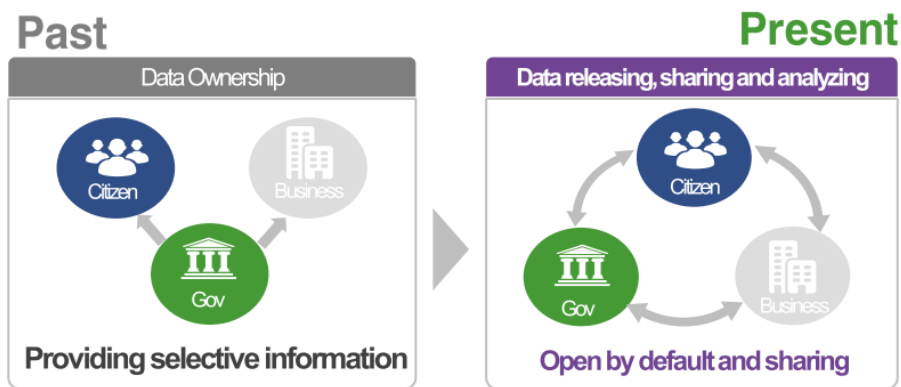 Past
Data Ownership
Citizen
Business
Gov
Providing selective information
Present
Data releasing, sharing and analyzing
Citizen
Gov
Business
Open by default and sharing